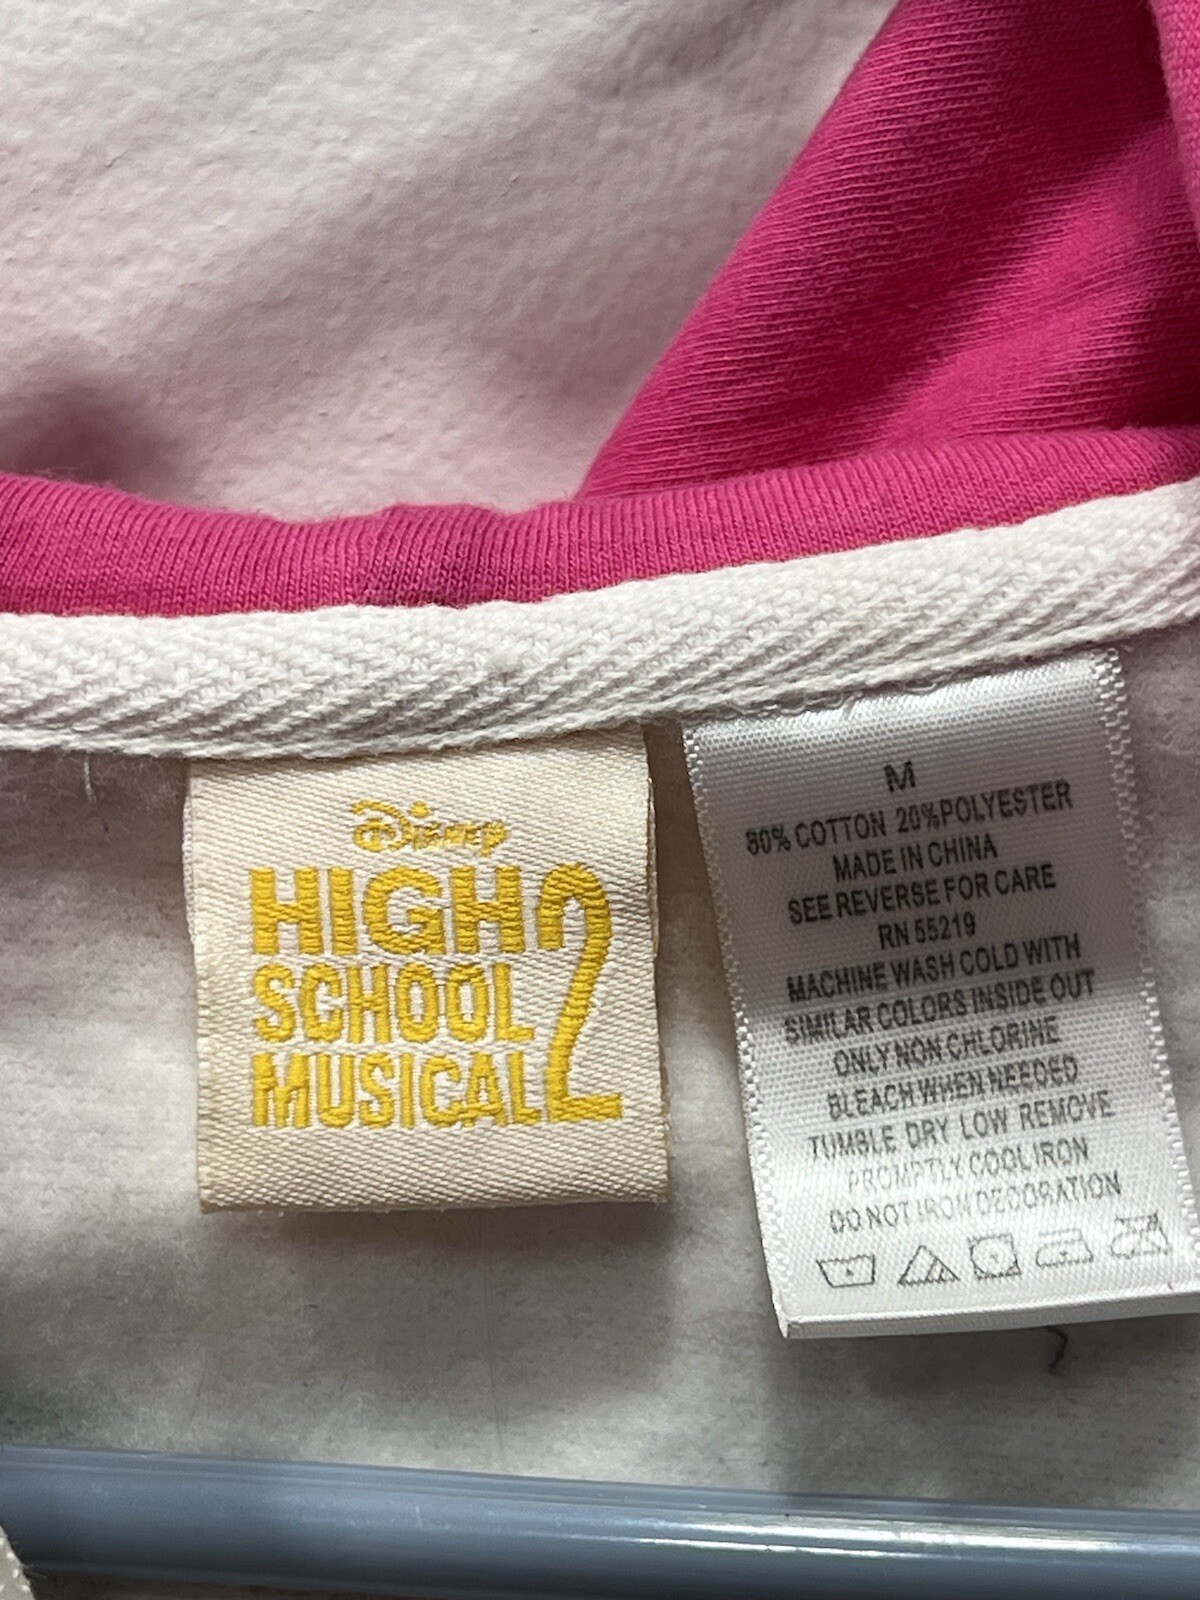 Disney
HIGH
SCHOOL
MUSICAL 2
M
80% COTTON 20%POLYESTER
MADE IN CHINA
SEE REVERSE FOR CARE
RN 55219
MACHINE WASH COLD WITH
SIMILAR COLORS INSIDE OUT
ONLY NON CHLORINE
BLEACH WHEN NEEDED
TUMBLE DRY LOW REMOVE
PROMPTLY COOL IRON
DO NOT IRON DECORATION